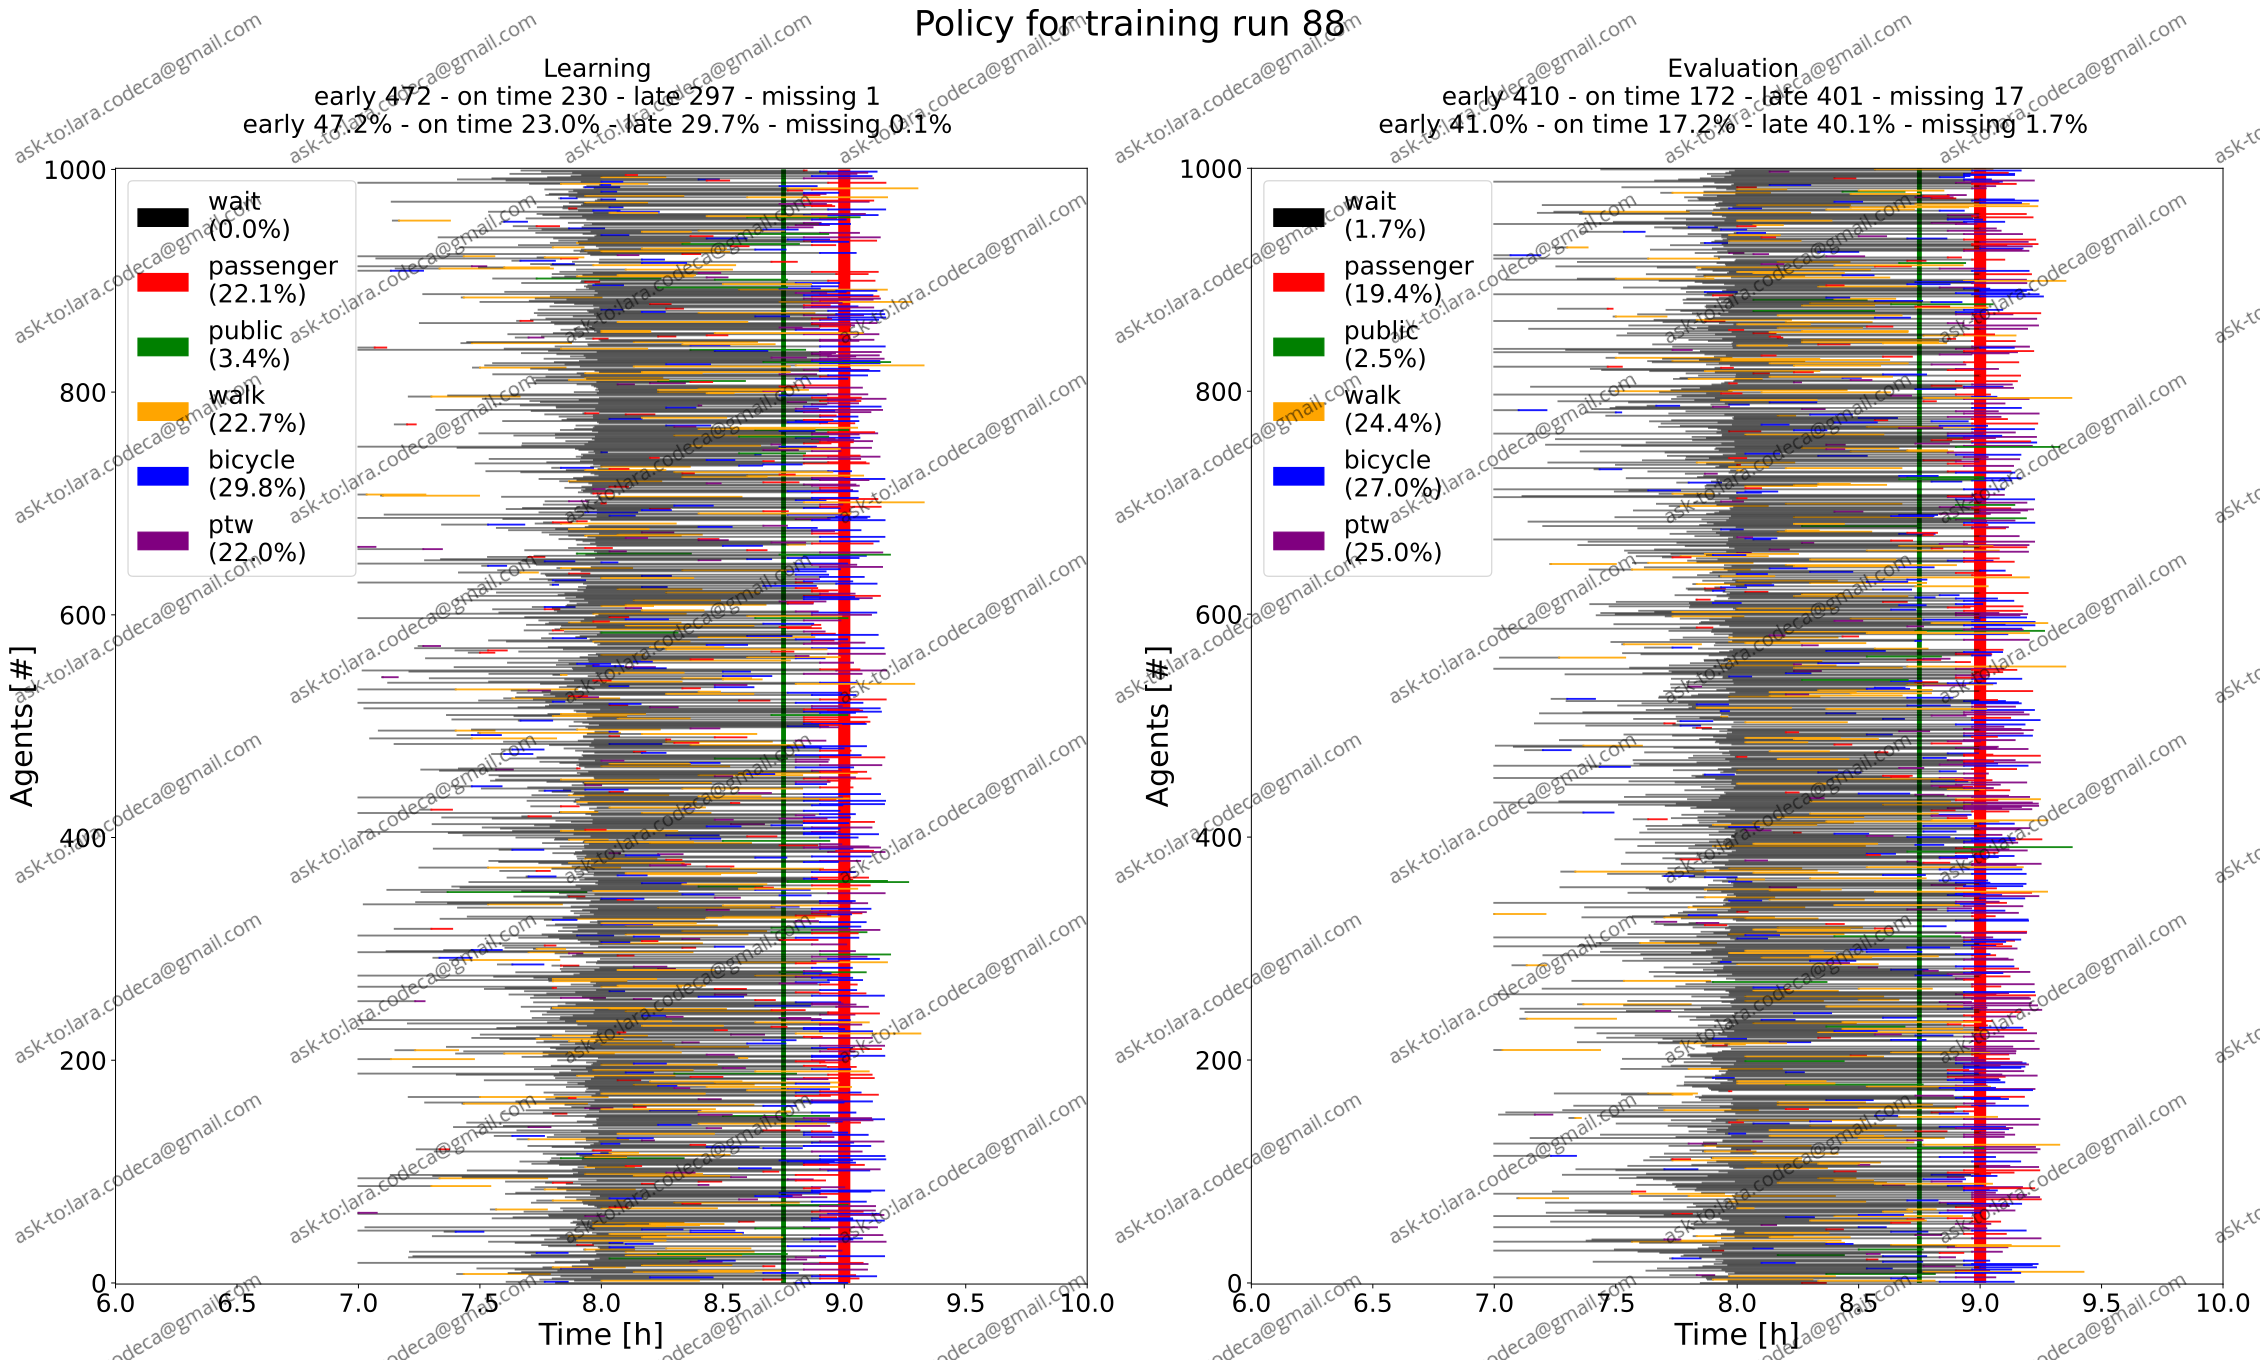 Policy for training run 88
Learning
early 472 - on time 230 - late 297 - missing 1
early 47.2% - on time 23.0% - late 29.7% - missing 0.1%
1000
800
600
400
200
0
Agents [#]
wait
(0.0%)
passenger
(22.1%)
public
(3.4%)
walk
(22.7%)
bicycle
(29.8%)
ptw
(22.0%)
6.0 6.5 7.0 7.5 8.0 8.5 9.0 9.5 10.0
Time [h]
Evaluation
early 410 - on time 172 - late 401 - missing 17
early 41.0% - on time 17.2% - late 40.1% - missing 1.7%
1000
800
600
400
200
0
Agents [#]
wait
(1.7%)
passenger
(19.4%)
public
(2.5%)
walk
(24.4%)
bicycle
(27.0%)
ptw
(25.0%)
6.0 6.5 7.0 7.5 8.0 8.5 9.0 9.5 10.0
Time [h]
ask-to:lara.codeca@gmail.com